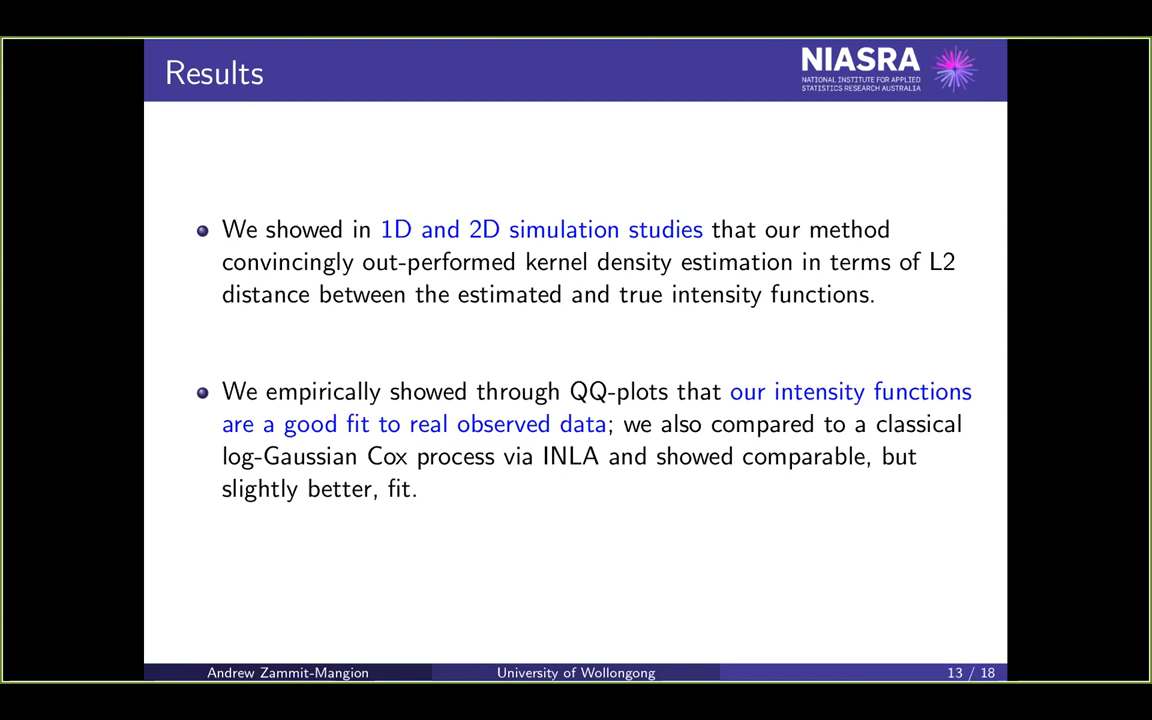 Results
NIASRA
NATIONAL INSTITUTE FOR APPLIED
STATISTICS RESEARCH AUSTRALIA
We showed in 1D and 2D simulation studies that our method
convincingly out-performed kernel density estimation in terms of L2
distance between the estimated and true intensity functions.
We empirically showed through QQ-plots that our intensity functions
are a good fit to real observed data; we also compared to a classical
log-Gaussian Cox process via INLA and showed comparable, but
slightly better, fit.
Andrew Zammit-Mangion University of Wollongong 13 / 18